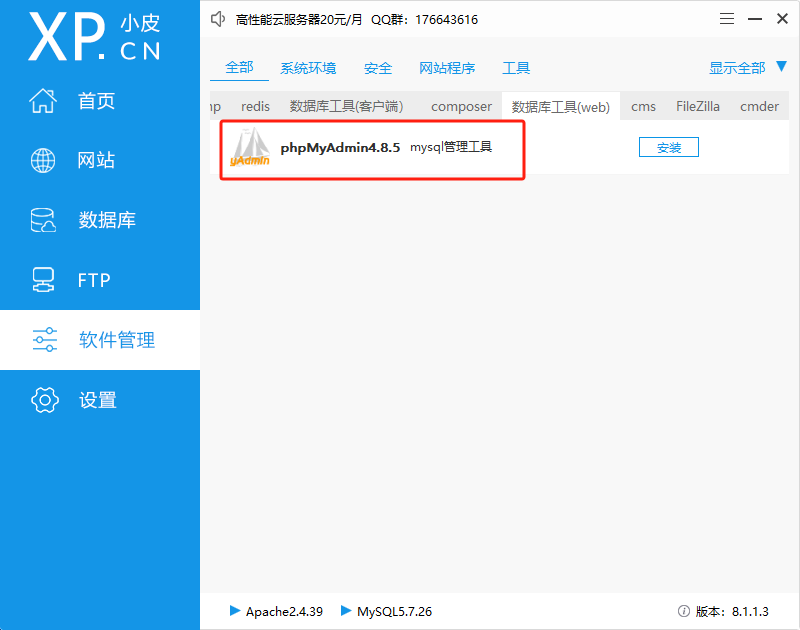 XP.CN 小皮
高性能云服务器20元/月 QQ群：176643616
首页
网站
数据库
FTP
软件管理
设置
全部 系统环境 安全 网站程序 工具 显示全部
np redis 数据库工具(客户端) composer 数据库工具(web) cms FileZilla cmder
yAdmin phpMyAdmin4.8.5 mysql管理工具 安装
Apache2.4.39 MySQL5.7.26 版本：8.1.1.3